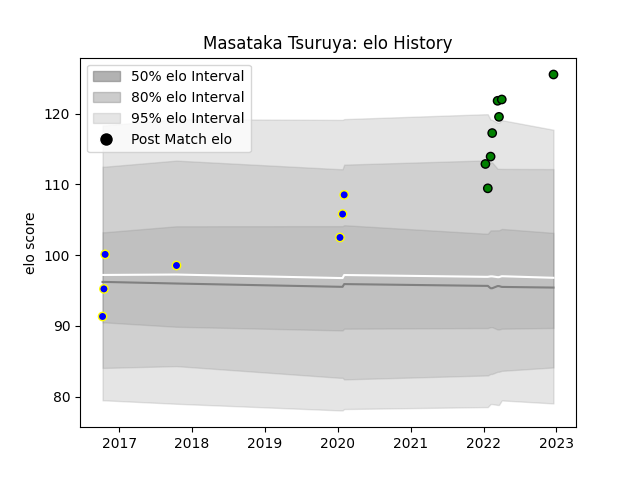 Masataka Tsuruya: elo History
50% elo Interval
80% elo Interval
95% elo Interval
Post Match elo
elo score
120
110
100
90
80
2017 2018 2019 2020 2021 2022 2023